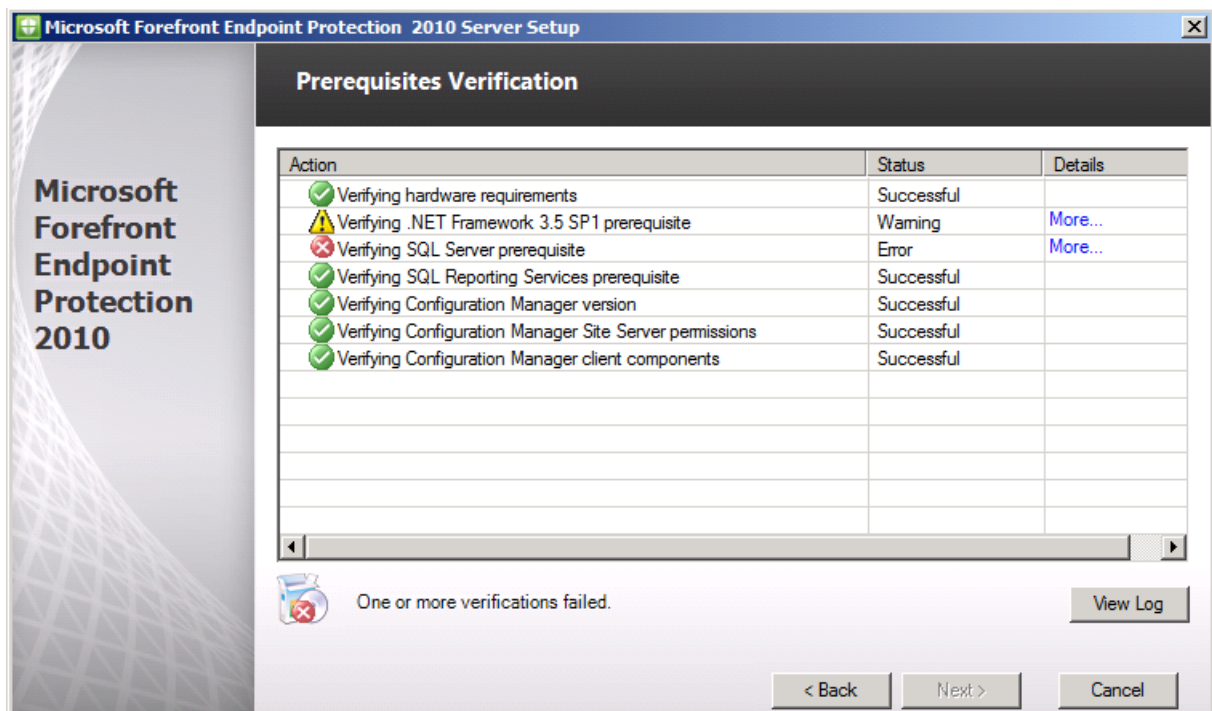 Microsoft Forefront Endpoint Protection 2010 Server Setup
Prerequisites Verification
Microsoft
Forefront
Endpoint
Protection
2010
Action Status Details
Verifying hardware requirements Successful
Verifying .NET Framework 3.5 SP1 prerequisite Warning More...
Verifying SQL Server prerequisite Error More...
Verifying SQL Reporting Services prerequisite Successful
Verifying Configuration Manager version Successful
Verifying Configuration Manager Site Server permissions Successful
Verifying Configuration Manager client components Successful
One or more verifications failed.
View Log
< Back Next > Cancel